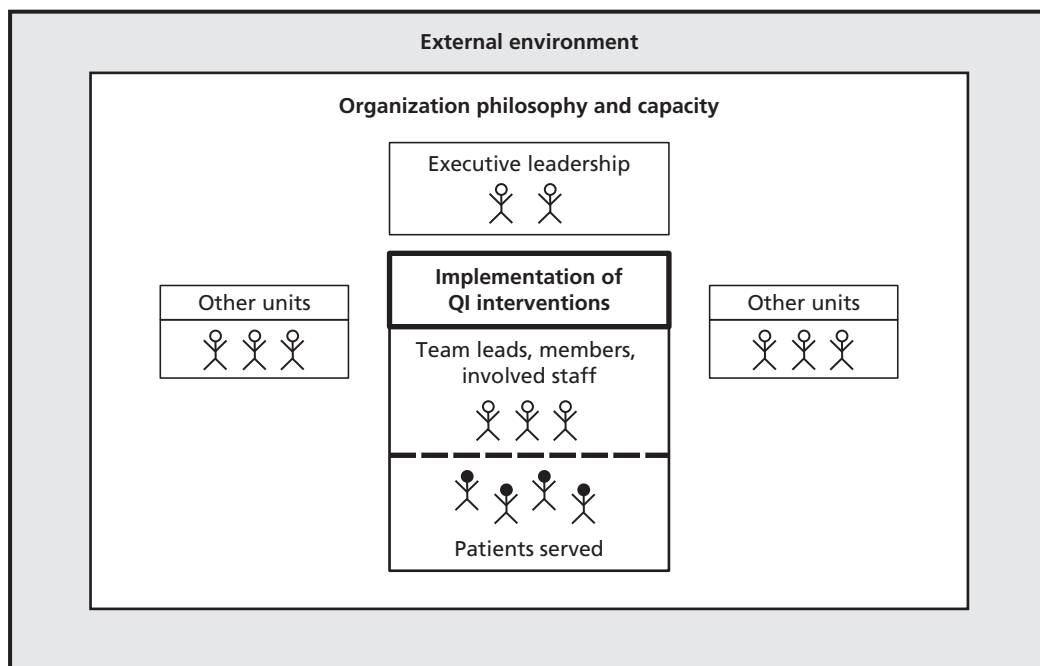 External environment
Organization philosophy and capacity
Executive leadership
Implementation of
QI interventions
Other units
Other units
Team leads, members,
involved staff
Patients served